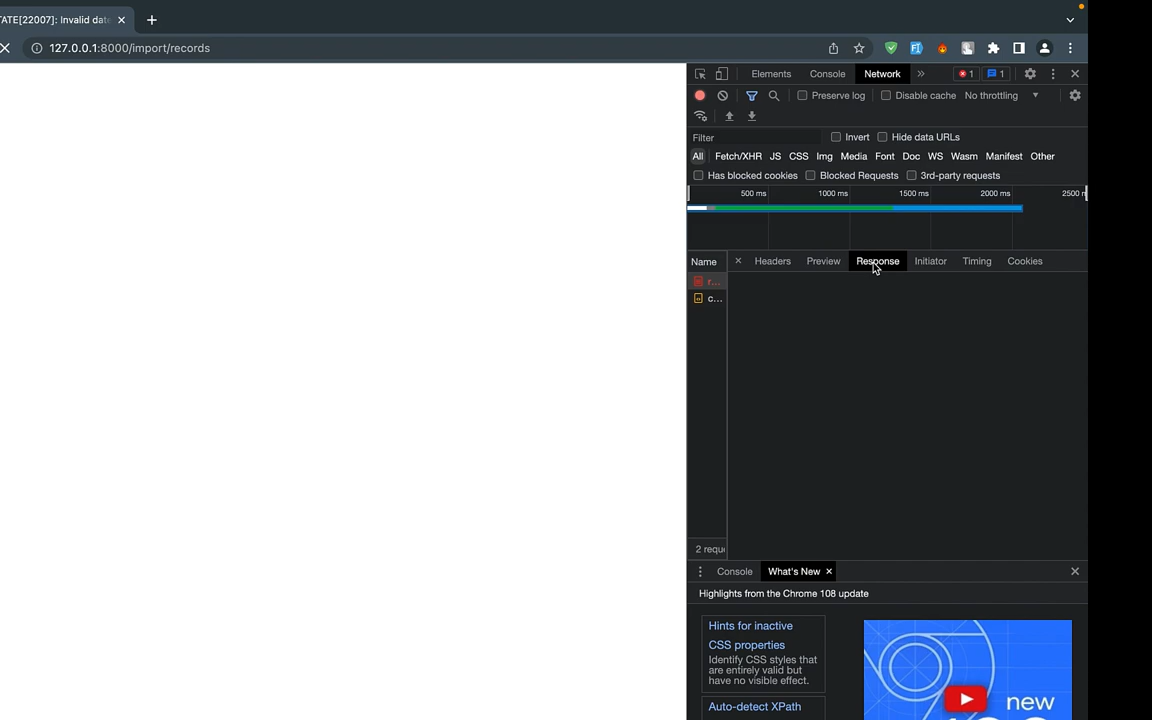 TATE[22007]: Invalid date
127.0.0.1:8000/import/records
Elements Console Network 1 1
Preserve log Disable cache No throttling
Filter Invert Hide data URLs
All Fetch/XHR JS CSS Img Media Font Doc WS Wasm Manifest Other
Has blocked cookies Blocked Requests 3rd-party requests
500 ms 1000 ms 1500 ms 2000 ms 2500 m
Name Headers Preview Response Initiator Timing Cookies
r...
c...
2 requ
Console What's New
Highlights from the Chrome 108 update
Hints for inactive
CSS properties
Identify CSS styles that
are entirely valid but
have no visible effect.
Auto-detect XPath
new